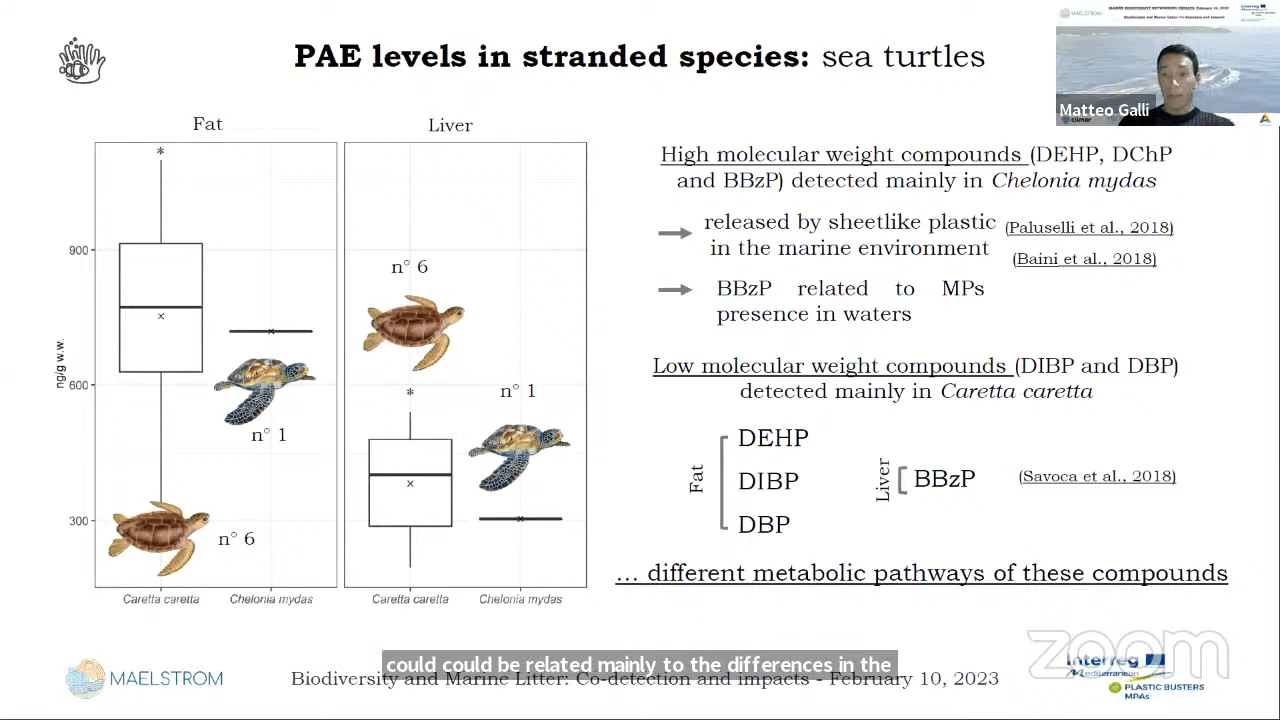 PAE levels in stranded species: sea turtles
Matteo Galli
Fat
Liver
*
900
600
300
ng/g w.w.
n° 6
n° 1
*
n° 1
n° 6
Caretta caretta
Chelonia mydas
Caretta caretta
Chelonia mydas
High molecular weight compounds (DEHP, DChP
and BBzP) detected mainly in Chelonia mydas
released by sheetlike plastic
in the marine environment
(Paluselli et al., 2018)
(Baini et al., 2018)
BBzP related to MPs
presence in waters
Low molecular weight compounds (DIBP and DBP)
detected mainly in Caretta caretta
Fat
DEHP
DIBP
DBP
Liver
BBzP
(Savoca et al., 2018)
... different metabolic pathways of these compounds
could could be related mainly to the differences in the
MAELSTROM
Biodiversity and Marine Litter: Co-detection and impacts - February 10, 2023
zoom
Interreg
Mediterranean
PLASTIC BUSTERS
MPAs